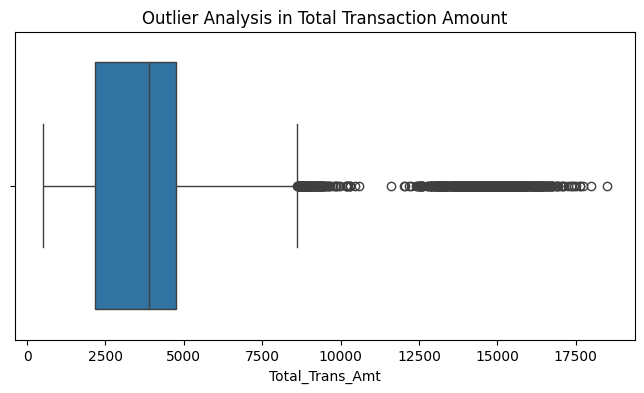 Outlier Analysis in Total Transaction Amount
0 2500 5000 7500 10000 12500 15000 17500
Total_Trans_Amt